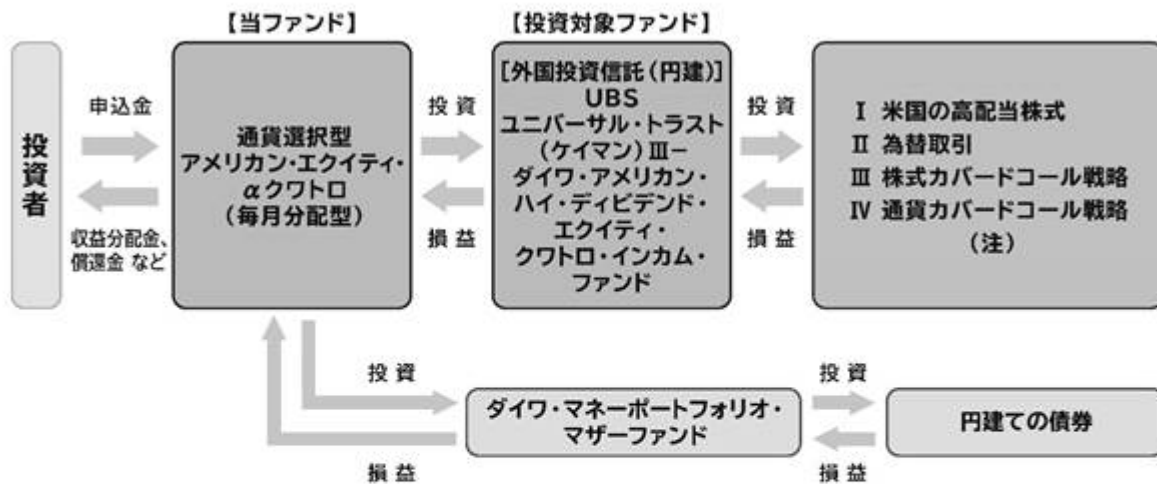 【当ファンド】
【投資対象ファンド】
投資者
申込金
収益分配金、
償還金 など
通貨選択型
アメリカン・エクイティ・
αクワトロ
(毎月分配型)
投 資
損 益
[外国投資信託(円建)]
UBS
ユニバーサル・トラスト
(ケイマン)Ⅲ－
ダイワ・アメリカン・
ハイ・ディビデンド・
エクイティ・
クワトロ・インカム・
ファンド
投 資
損 益
Ⅰ 米国の高配当株式
Ⅱ 為替取引
Ⅲ 株式カバードコール戦略
Ⅳ 通貨カバードコール戦略
(注)
投 資
損 益
ダイワ・マネーポートフォリオ・
マザーファンド
投 資
損 益
円建ての債券